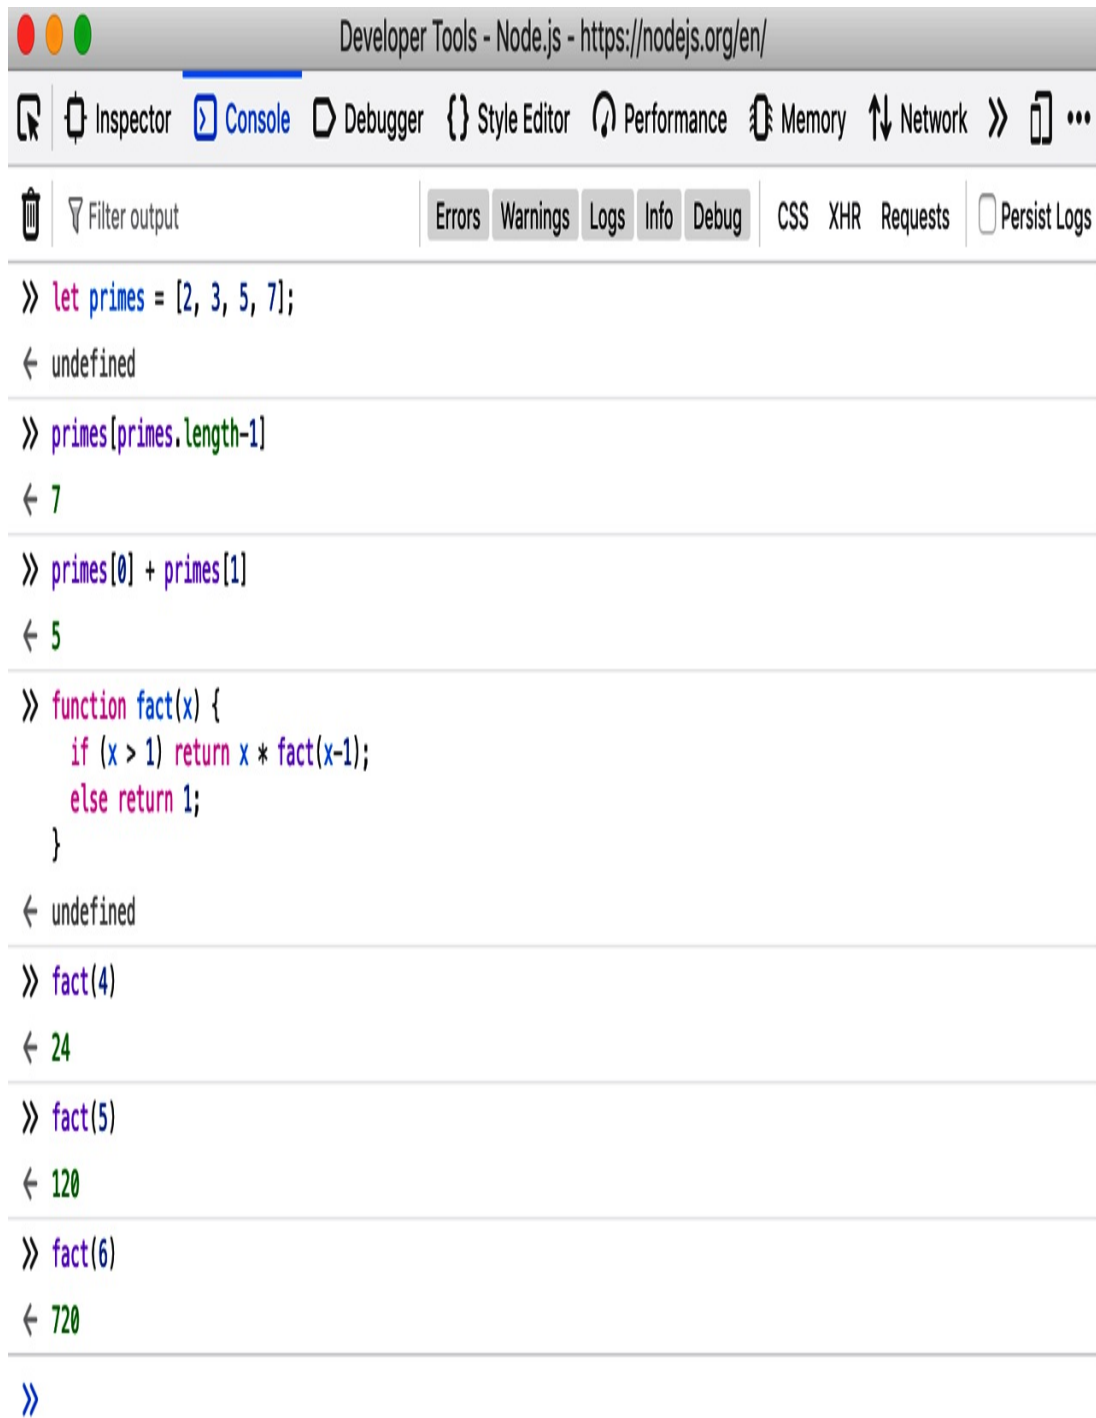 Developer Tools - Node.js - https://nodejs.org/en/
Inspector Console Debugger {} Style Editor Performance Memory Network
Filter output Errors Warnings Logs Info Debug CSS XHR Requests Persist Logs
» let primes = [2, 3, 5, 7];
← undefined
» primes[primes.length-1]
← 7
» primes[0] + primes[1]
← 5
» function fact(x) {
if (x > 1) return x * fact(x-1);
else return 1;
}
← undefined
» fact(4)
← 24
» fact(5)
← 120
» fact(6)
← 720
»